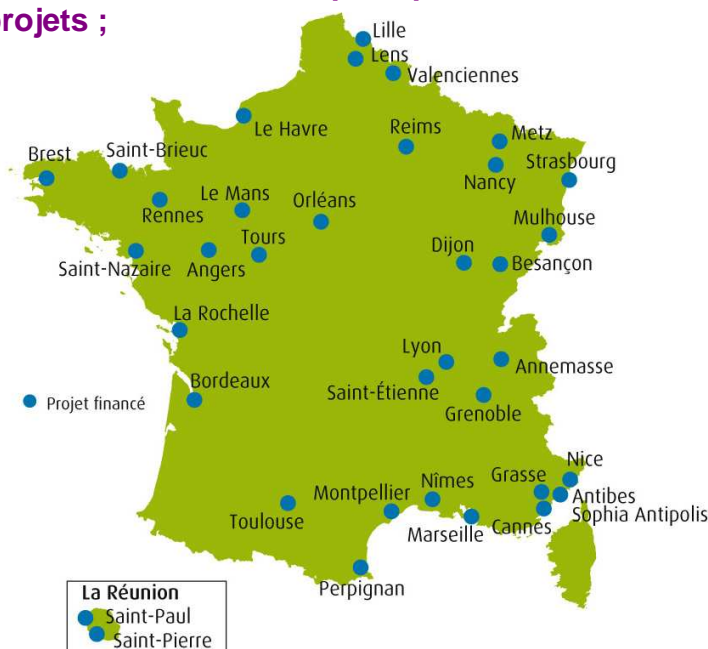 projets ;
Lille
Lens
Valenciennes
Le Havre
Reims
Metz
Brest
Saint-Brieuc
Strasbourg
Nancy
Rennes
Le Mans
Orléans
Mulhouse
Tours
Dijon
Saint-Nazaire
Angers
Besançon
La Rochelle
Lyon
Annemasse
Bordeaux
Saint-Étienne
Projet financé
Grenoble
Nice
Grasse
Nîmes
Montpellier
Antibes
Toulouse
Marseille
Cannes
Sophia Antipolis
Perpignan
La Réunion
Saint-Paul
Saint-Pierre